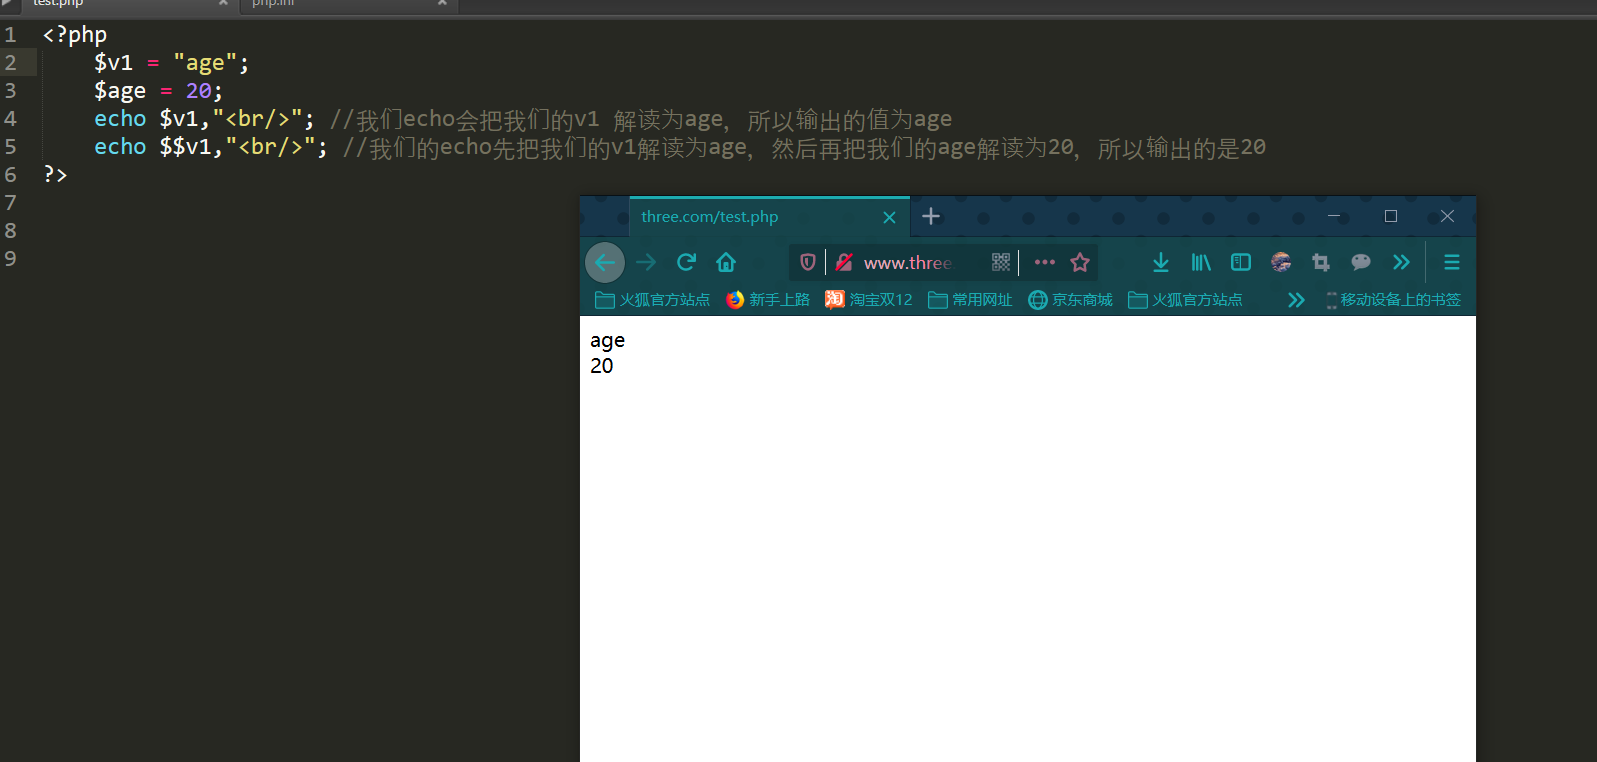 test.php
php.ini
1 <?php
2 $v1 = "age";
3 $age = 20;
4 echo $v1,"<br/>"; //我们echo会把我们的v1 解读为age，所以输出的值为age
5 echo $$v1,"<br/>"; //我们的echo先把我们的v1解读为age，然后再把我们的age解读为20，所以输出的是20
6 ?>
7
8
9
three.com/test.php
www.three
火狐官方站点 新手上路 淘宝双12 常用网址 京东商城 火狐官方站点 移动设备上的书签
age
20